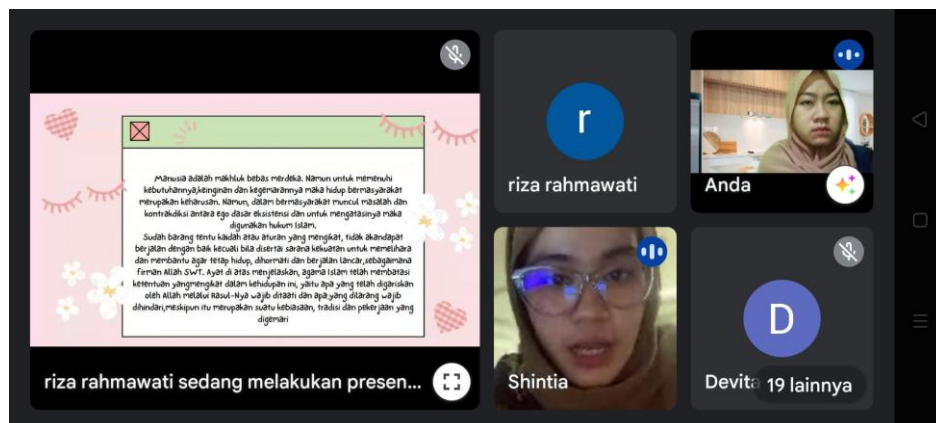 Manusia adalah makhluk bebas merdeka. Namun untuk memenuhi
kebutuhannya,keinginan dan kegemarannya maka hidup bermasyarakat
merupakan keharusan. Namun, dalam bermasyarakat muncul masalah dan
kontrakdiksi antara ego dasar eksistensi dan untuk mengatasinya maka
digunakan hukum Islam.
Sudah barang tentu kaidah atau aturan yang mengikat, tidak akandapat
berjalan dengan baik kecuali bila disertai sarana kekuatan untuk memelihara
dan membantu agar tetap hidup, dihormati dan berjalan lancar,sebagaimana
firman Allah SWT. Ayat di atas menjelaskan, agama Islam telah membatasi
ketentuan yangmengikat dalam kehidupan ini, yaitu apa yang telah digariskan
oleh Allah melalui Rasul-Nya wajib ditaati dan apa yang dilarang wajib
dihindari,meskipun itu merupakan suatu kebiasaan, tradisi dan pekerjaan yang
digemari
riza rahmawati sedang melakukan presen...
r
riza rahmawati
Anda
Shintia
D
Devita
19 lainnya